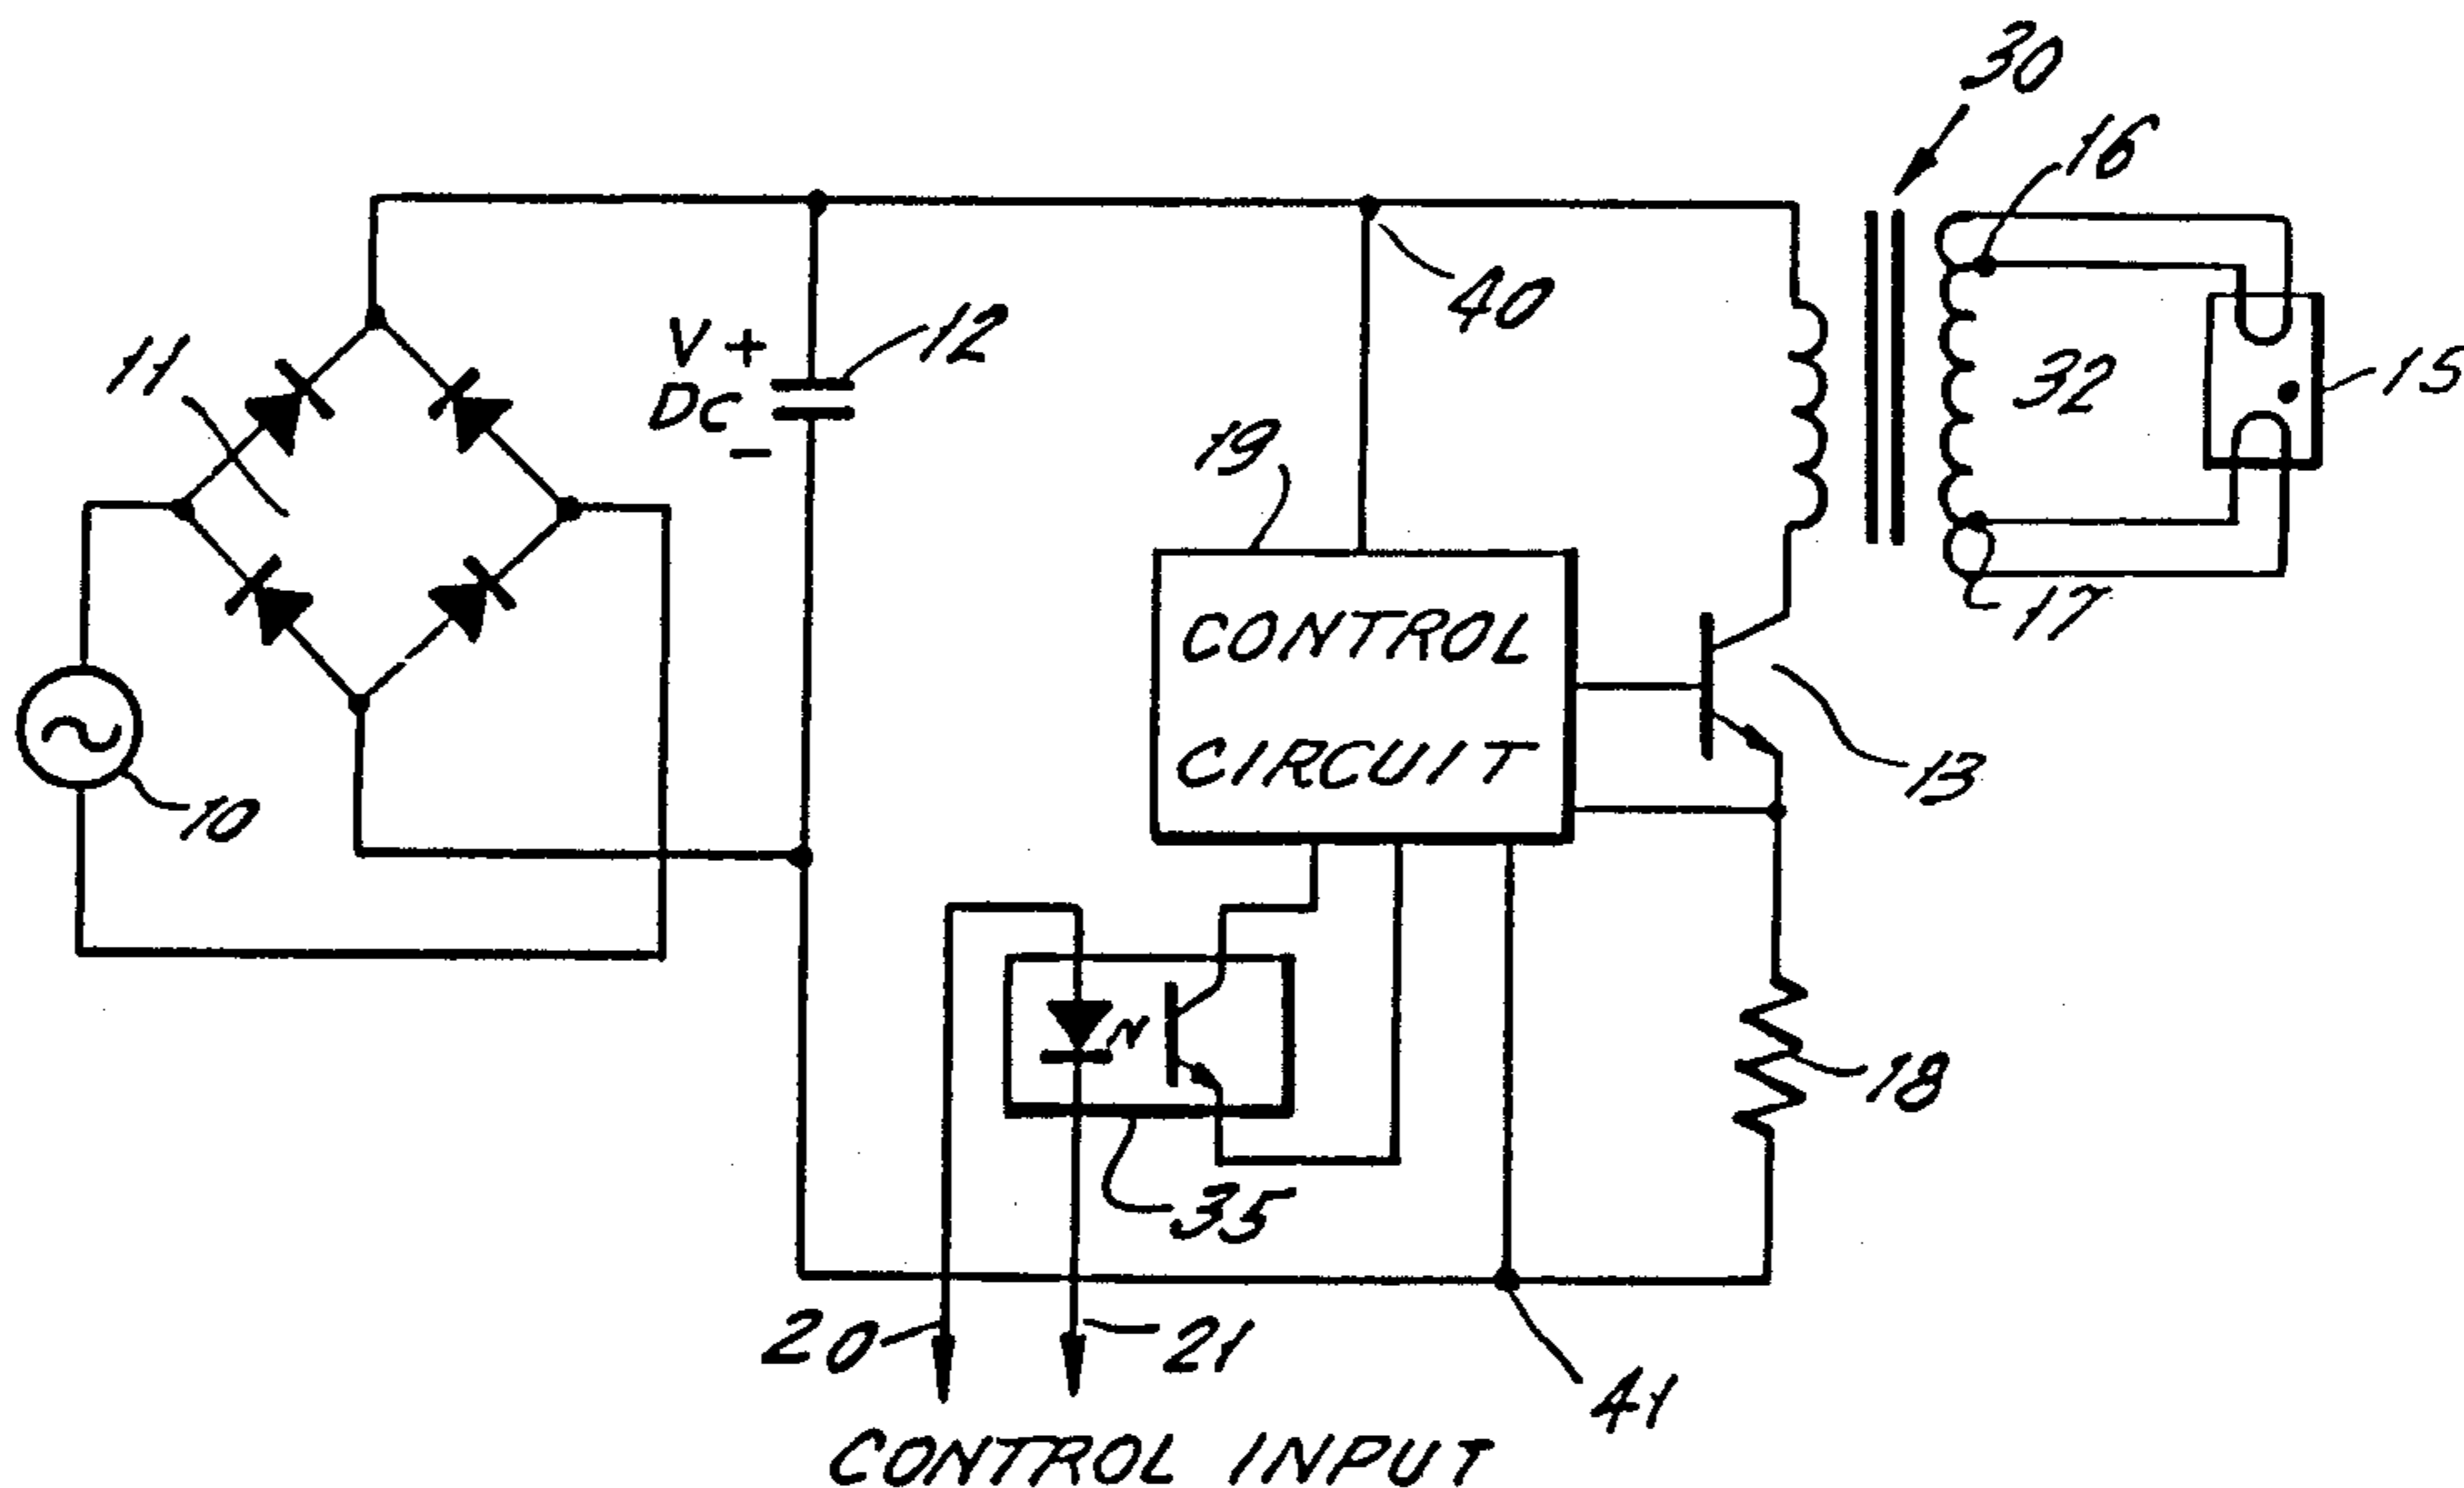 30
16
11
V +
DC
-
12
40
32
15
19
17
CONTROL
CIRCUIT
13
10
N
18
35
20
21
41
CONTROL INPUT